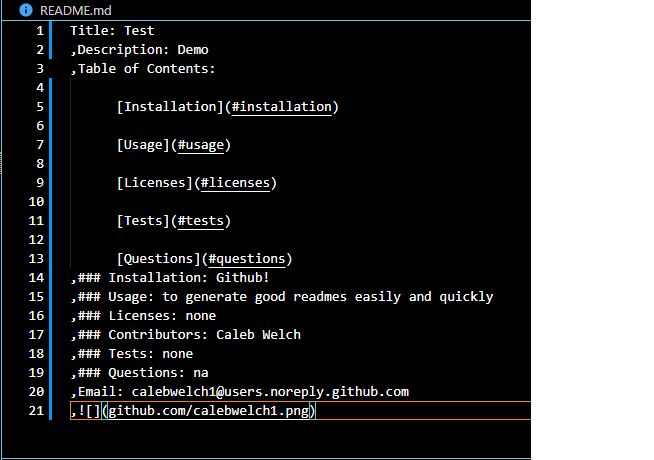 README.md
1 Title: Test
2 ,Description: Demo
3 ,Table of Contents:
4
5 [Installation](#installation)
6
7 [Usage](#usage)
8
9 [Licenses](#licenses)
10
11 [Tests](#tests)
12
13 [Questions](#questions)
14 ,### Installation: Github!
15 ,### Usage: to generate good readmes easily and quickly
16 ,### Licenses: none
17 ,### Contributors: Caleb Welch
18 ,### Tests: none
19 ,### Questions: na
20 ,Email: calebwelch1@users.noreply.github.com
21 ,![](github.com/calebwelch1.png)